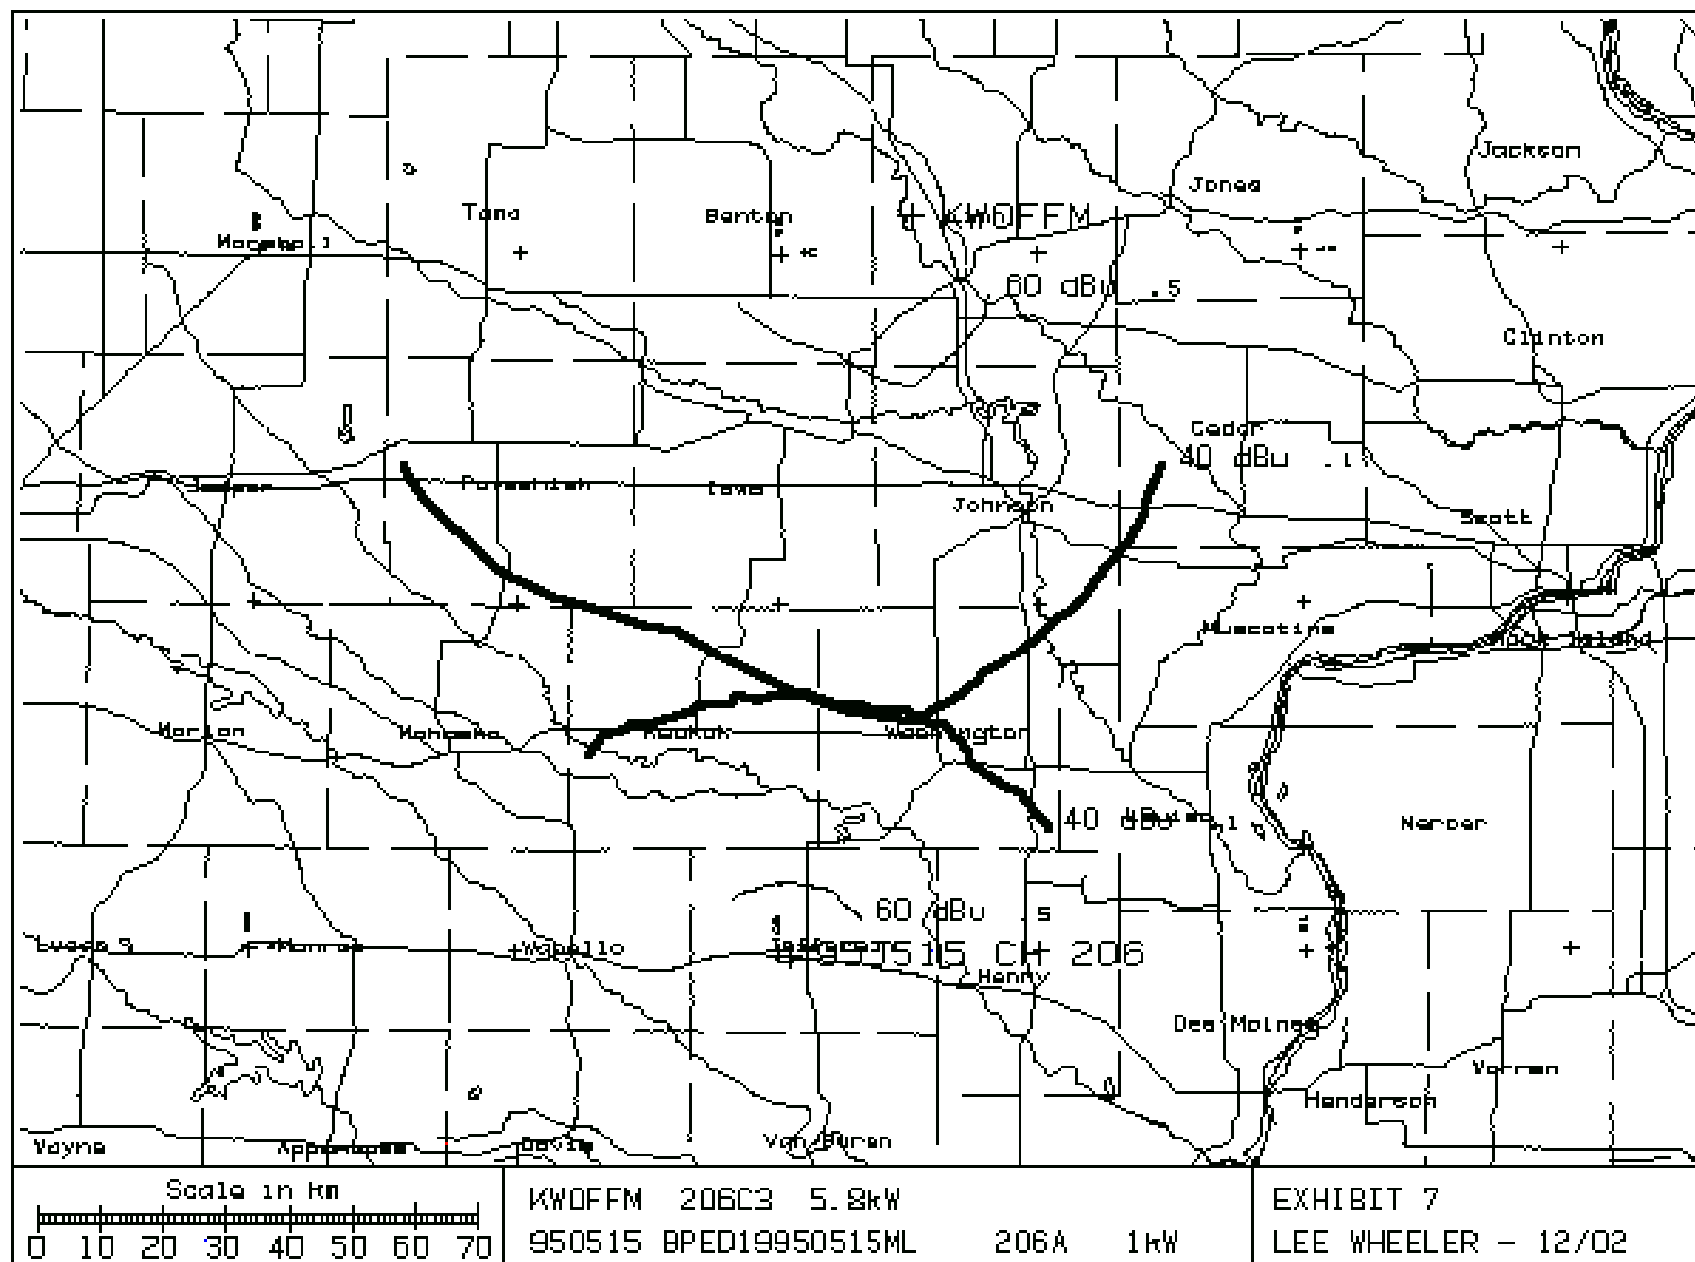 Jackson
Jones
Tama
Benton
KWOFFM
60 dBu .5
Clinton
Cedar
40 dBu .1
Poweshiek
Iowa
Johnson
Scott
Muscatine
Rock Island
Marion
Mahaska
Keokuk
Washington
40 dBu .1
Mercer
60 dBu .5
Monroe
Wapello
CH 206
Henry
Des Moines
Warren
Henderson
Wayne
Appanoose
Davis
Van Buren
Scale in km
0 10 20 30 40 50 60 70
KWOFFM 206C3 5.8kW
950515 BPED19950515ML 206A 1kW
EXHIBIT 7
LEE WHEELER - 12/02